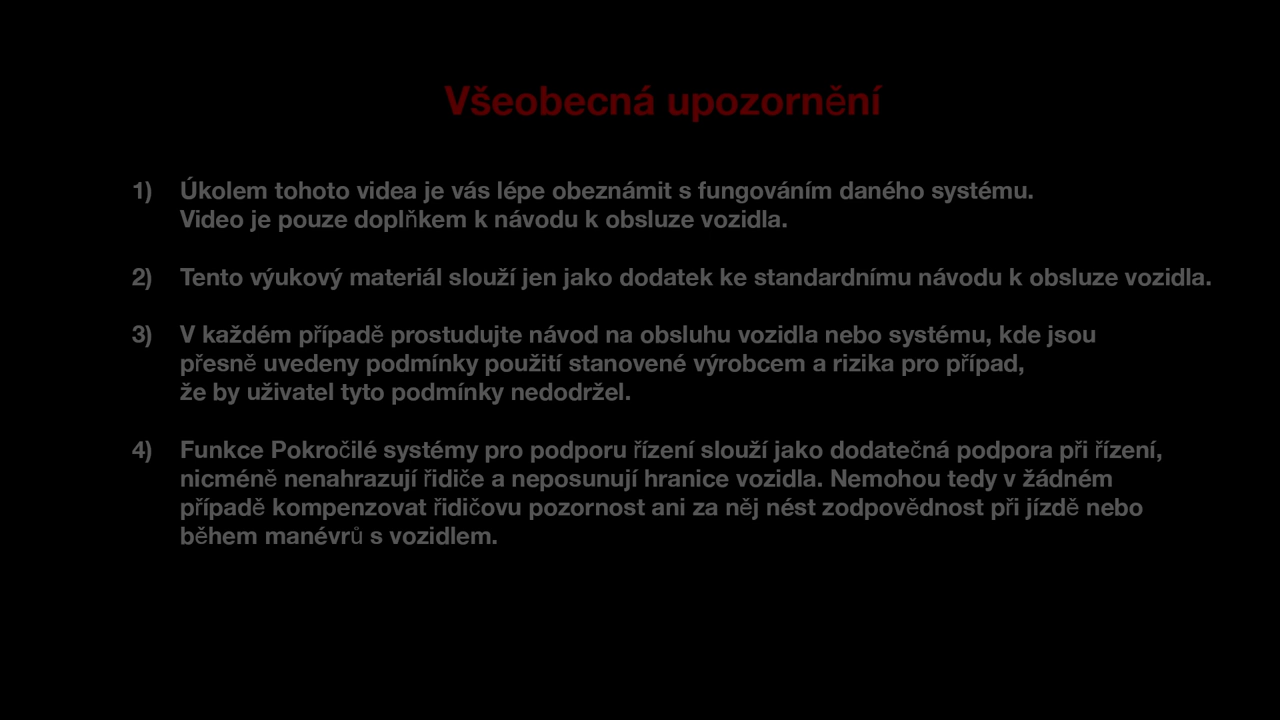 Všeobecná upozornění
1) Úkolem tohoto videa je vás lépe obeznámit s fungováním daného systému.
Video je pouze doplňkem k návodu k obsluze vozidla.
2) Tento výukový materiál slouží jen jako dodatek ke standardnímu návodu k obsluze vozidla.
3) V každém případě prostudujte návod na obsluhu vozidla nebo systému, kde jsou
přesně uvedeny podmínky použití stanovené výrobcem a rizika pro případ,
že by uživatel tyto podmínky nedodržel.
4) Funkce Pokročilé systémy pro podporu řízení slouží jako dodatečná podpora při řízení,
nicméně nenahrazují řidiče a neposunují hranice vozidla. Nemohou tedy v žádném
případě kompenzovat řidičovu pozornost ani za něj nést zodpovědnost při jízdě nebo
během manévrů s vozidlem.